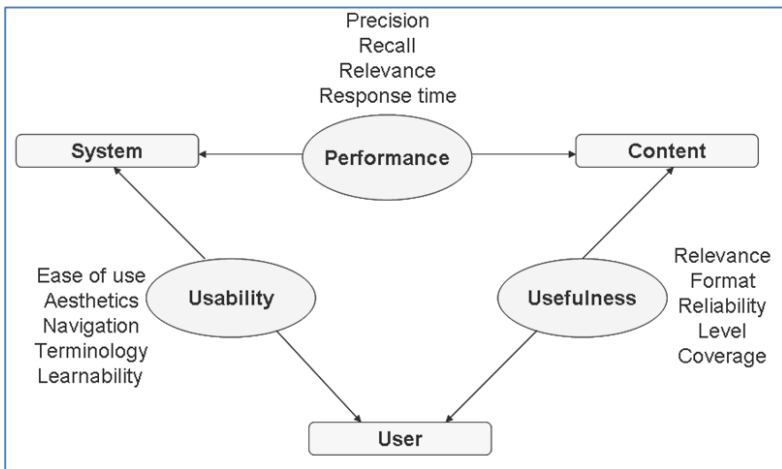 Precision
Recall
Relevance
Response time
System
Performance
Content
Ease of use
Aesthetics
Navigation
Terminology
Learnability
Usability
Usefulness
Relevance
Format
Reliability
Level
Coverage
User